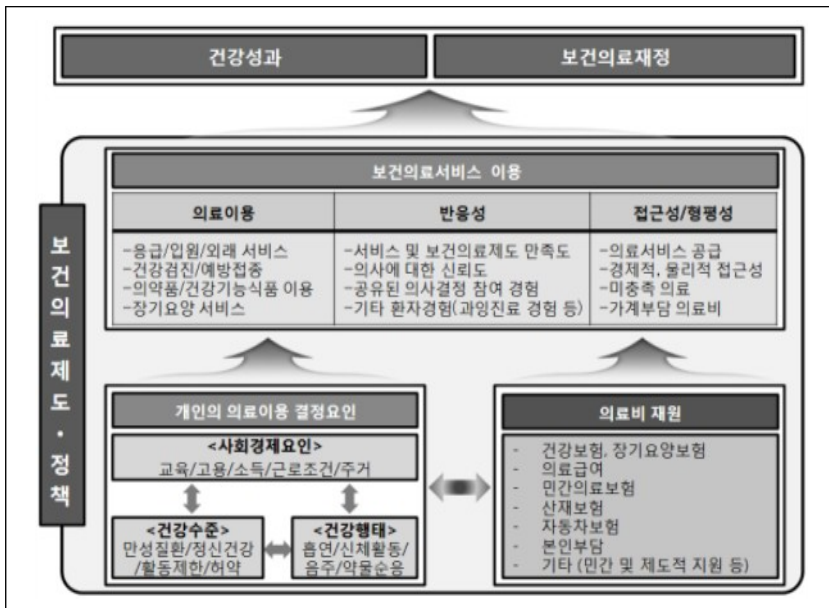 건강성과
보건의료재정
보건의료제도·정책
보건의료서비스 이용
의료이용
-응급/입원/외래 서비스
-건강검진/예방접종
-의약품/건강기능식품 이용
-장기요양 서비스
반응성
-서비스 및 보건의료제도 만족도
-의사에 대한 신뢰도
-공유된 의사결정 참여 경험
-기타 환자경험(과잉진료 경험 등)
접근성/형평성
-의료서비스 공급
-경제적, 물리적 접근성
-미충족 의료
-가계부담 의료비
개인의 의료이용 결정요인
<사회경제요인>
교육/고용/소득/근로조건/주거
<건강수준>
만성질환/정신건강
/활동제한/허약
<건강행태>
흡연/신체활동/
음주/약물순응
의료비 재원
- 건강보험, 장기요양보험
- 의료급여
- 민간의료보험
- 산재보험
- 자동차보험
- 본인부담
- 기타 (민간 및 제도적 지원 등)